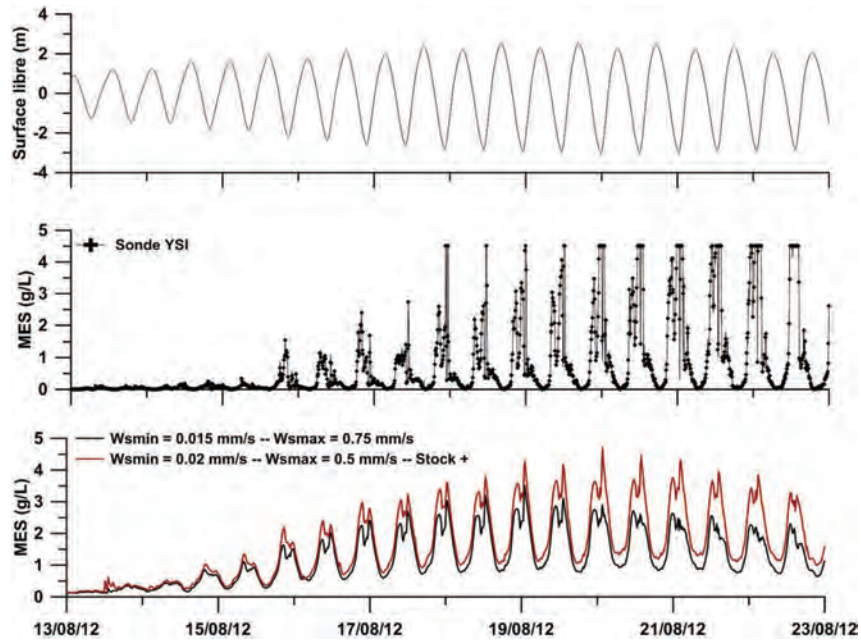 Surface libre (m)
4
2
0
-2
-4
MES (g/L)
5
4
3
2
1
0
Sonde YSI
MES (g/L)
5
4
3
2
1
0
Wsmin = 0.015 mm/s -- Wsmax = 0.75 mm/s
Wsmin = 0.02 mm/s -- Wsmax = 0.5 mm/s -- Stock +
13/08/12 15/08/12 17/08/12 19/08/12 21/08/12 23/08/12